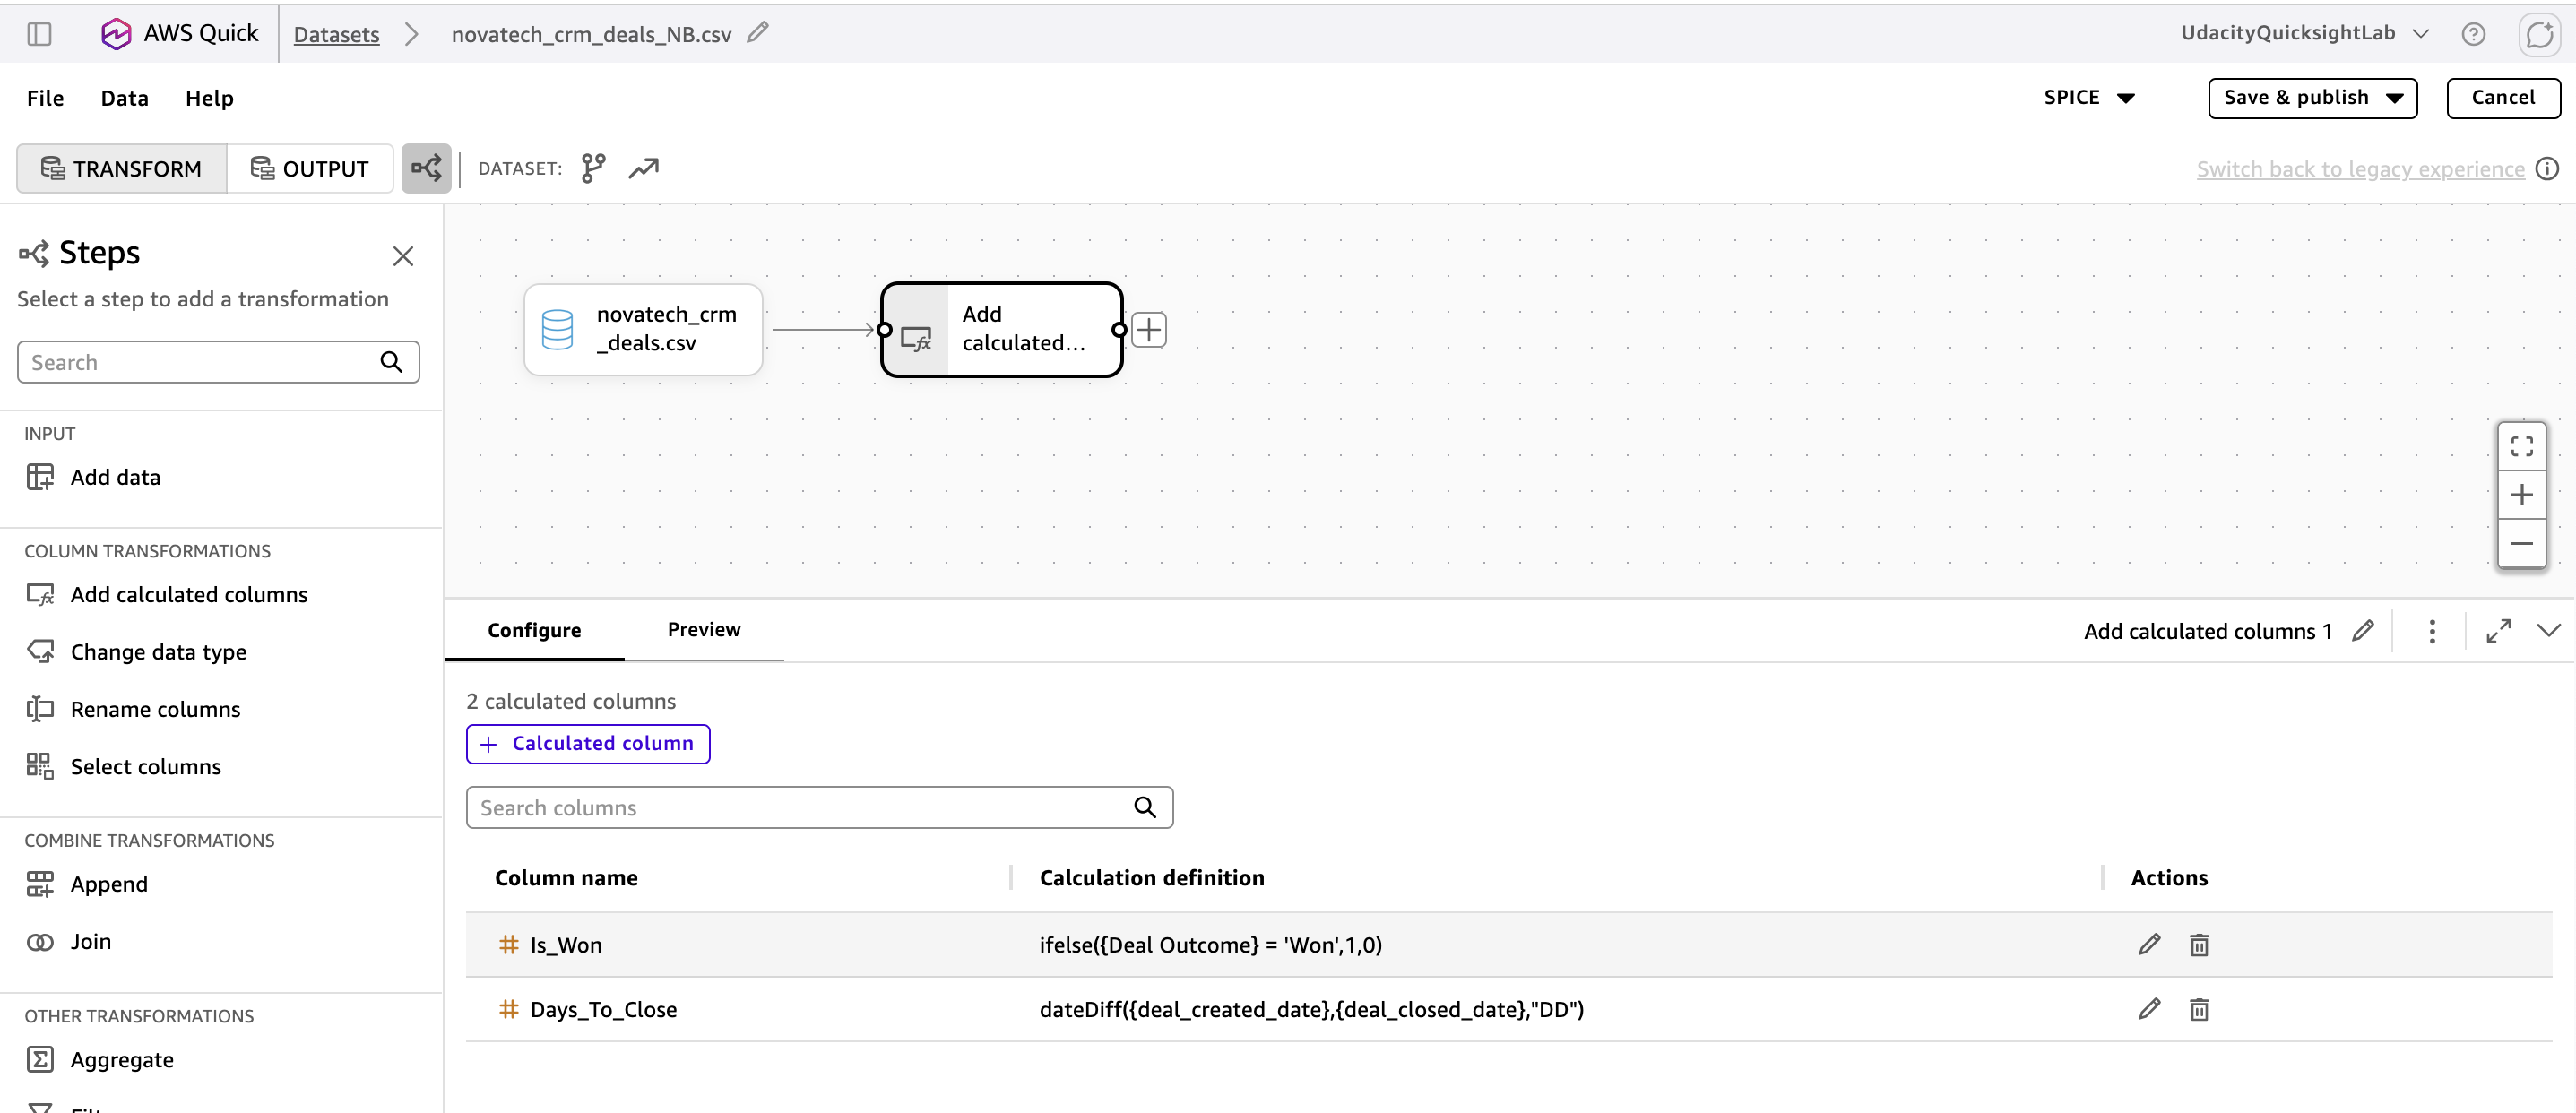 AWS Quick
Datasets
novatech_crm_deals_NB.csv
UdacityQuicksightLab
File
Data
Help
SPICE
Save & publish
Cancel
TRANSFORM
OUTPUT
DATASET:
Switch back to legacy experience
Steps
Select a step to add a transformation
Search
INPUT
Add data
COLUMN TRANSFORMATIONS
Add calculated columns
Change data type
Rename columns
Select columns
COMBINE TRANSFORMATIONS
Append
Join
OTHER TRANSFORMATIONS
Aggregate
novatech_crm
_deals.csv
Add
calculated...
Configure
Preview
Add calculated columns 1
2 calculated columns
+ Calculated column
Search columns
Column name
Calculation definition
Actions
Is_Won
ifelse({Deal Outcome} = 'Won',1,0)
Days_To_Close
dateDiff({deal_created_date},{deal_closed_date},"DD")